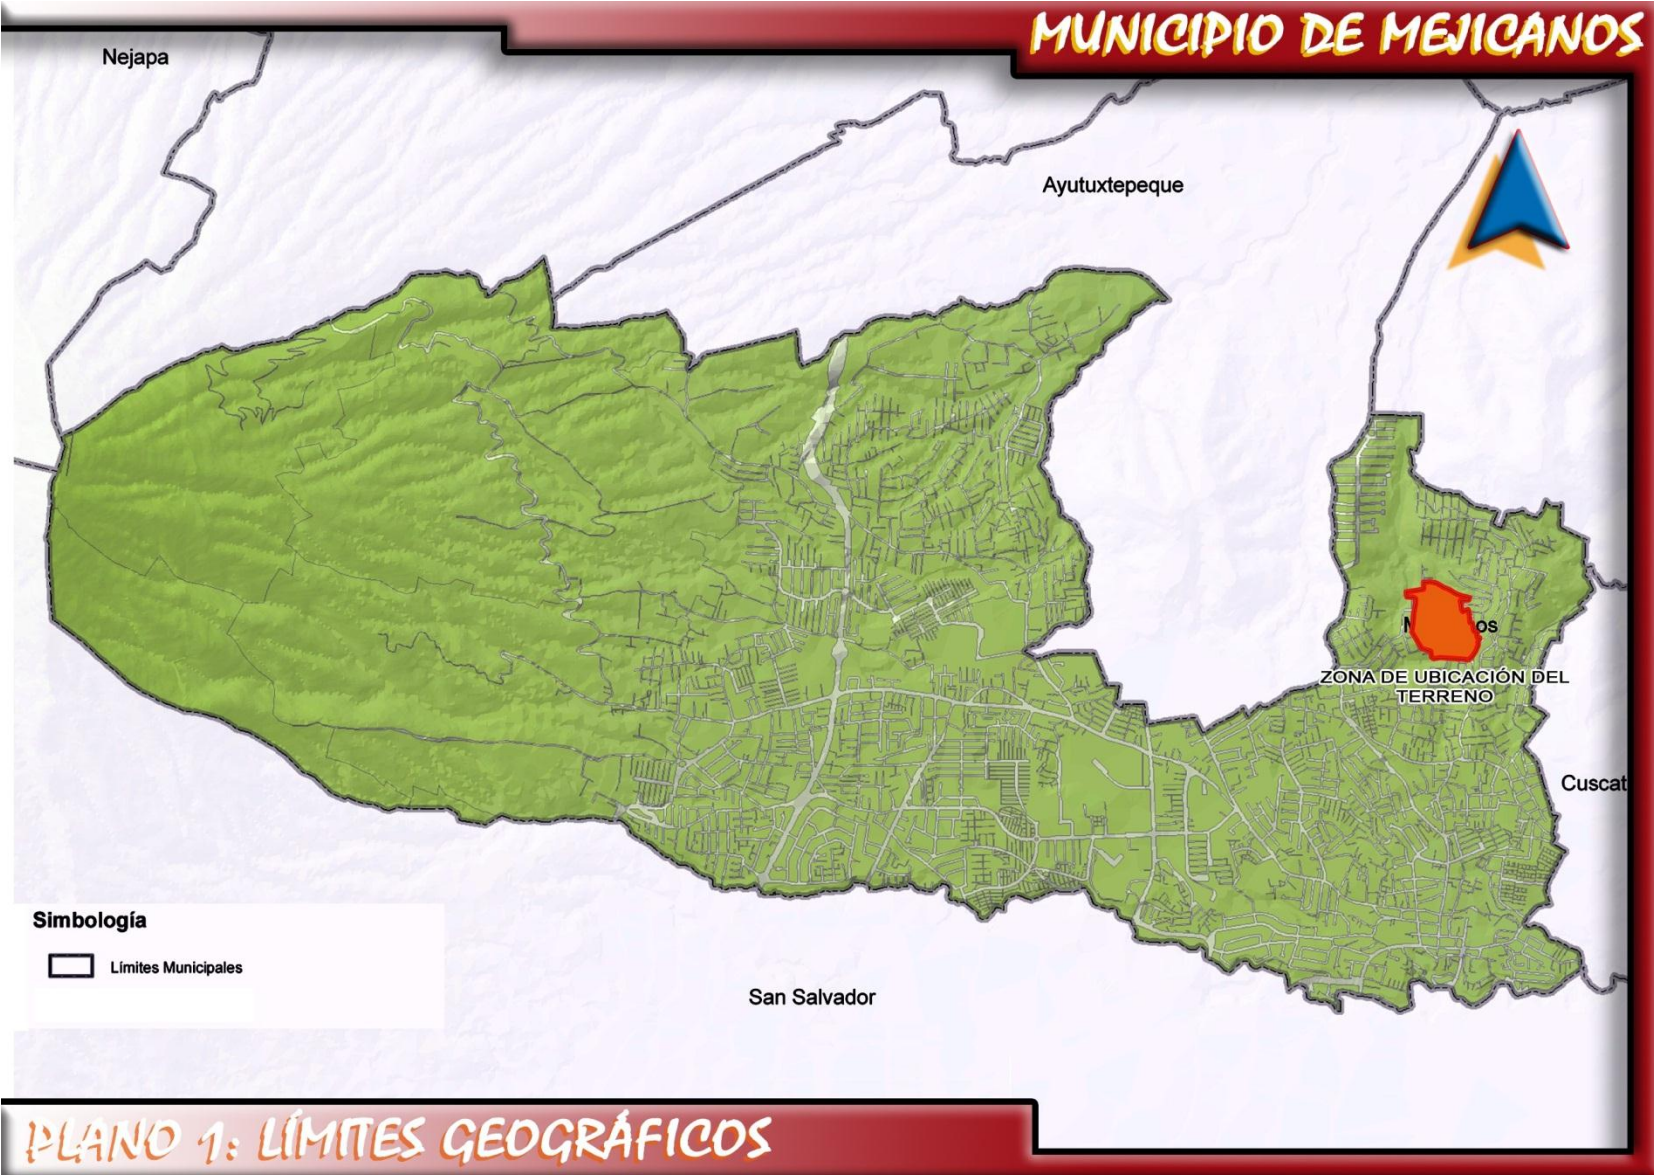 MUNICIPIO DE MEJICANOS
Nejapa
Ayutuxtepeque
ZONA DE UBICACIÓN DEL
TERRENO
Cuscat
Simbología
Límites Municipales
San Salvador
PLANO 1: LÍMITES GEOGRÁFICOS